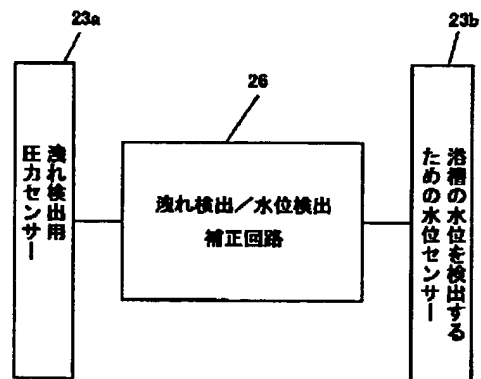 23a
23b
26
洩れ検出用
圧力センサー
洩れ検出／水位検出
補正回路
浴槽の水位を検出する
ための水位センサー